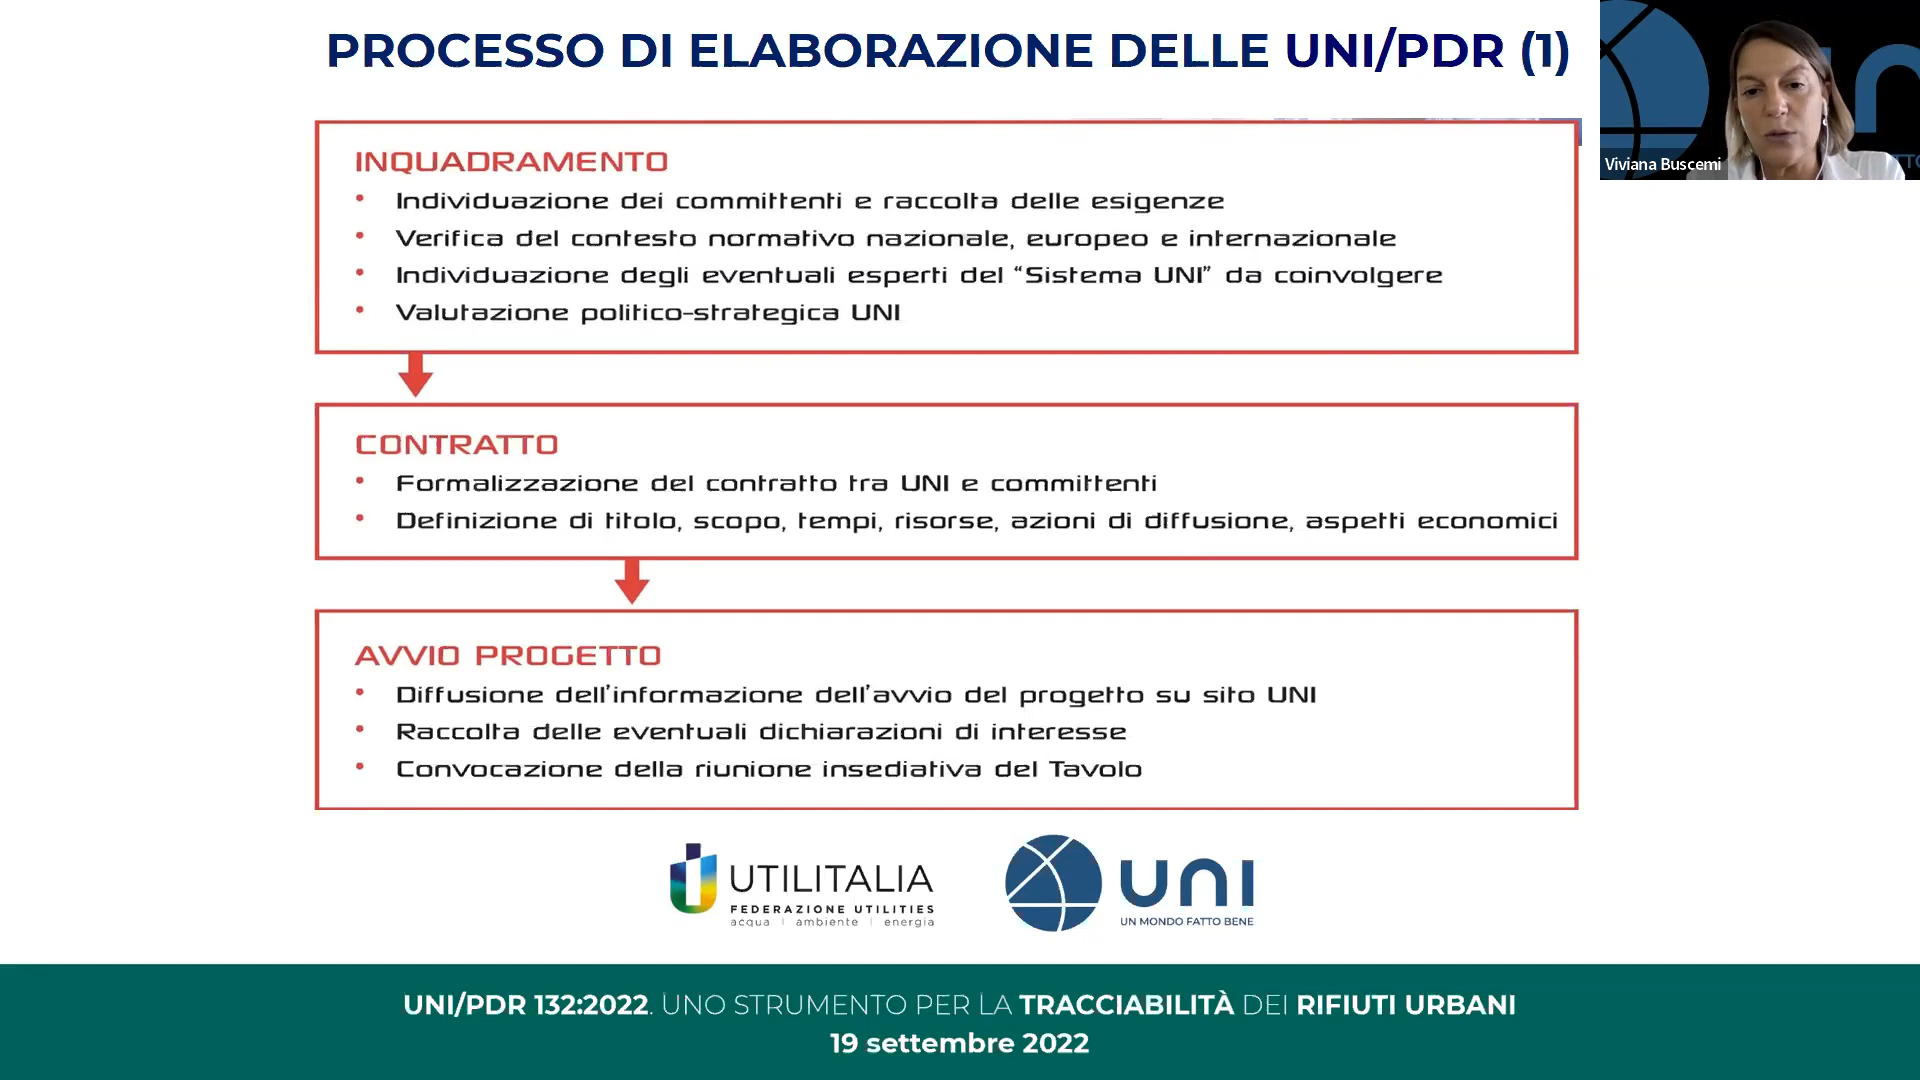 PROCESSO DI ELABORAZIONE DELLE UNI/PDR (1)
INQUADRAMENTO
• Individuazione dei committenti e raccolta delle esigenze
• Verifica del contesto normativo nazionale, europeo e internazionale
• Individuazione degli eventuali esperti del “Sistema UNI” da coinvolgere
• Valutazione politico-strategica UNI
CONTRATTO
• Formalizzazione del contratto tra UNI e committenti
• Definizione di titolo, scopo, tempi, risorse, azioni di diffusione, aspetti economici
AVVIO PROGETTO
• Diffusione dell’informazione dell’avvio del progetto su sito UNI
• Raccolta delle eventuali dichiarazioni di interesse
• Convocazione della riunione insediativa del Tavolo
UTILITALIA
FEDERAZIONE UTILITIES
acqua | ambiente | energia
UNI
UN MONDO FATTO BENE
UNI/PDR 132:2022. UNO STRUMENTO PER LA TRACCIABILITÀ DEI RIFIUTI URBANI
19 settembre 2022
Viviana Buscemi